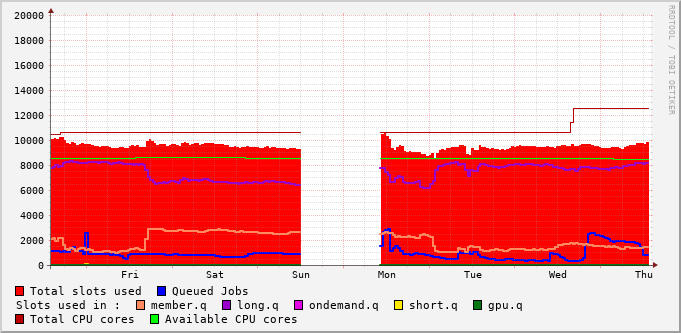 RRDTOOL / TOBI OETIKER
20000
18000
16000
14000
12000
10000
8000
6000
4000
2000
0
Fri Sat Sun Mon Tue Wed Thu
Total slots used Queued Jobs
Slots used in : member.q long.q ondemand.q short.q gpu.q
Total CPU cores Available CPU cores